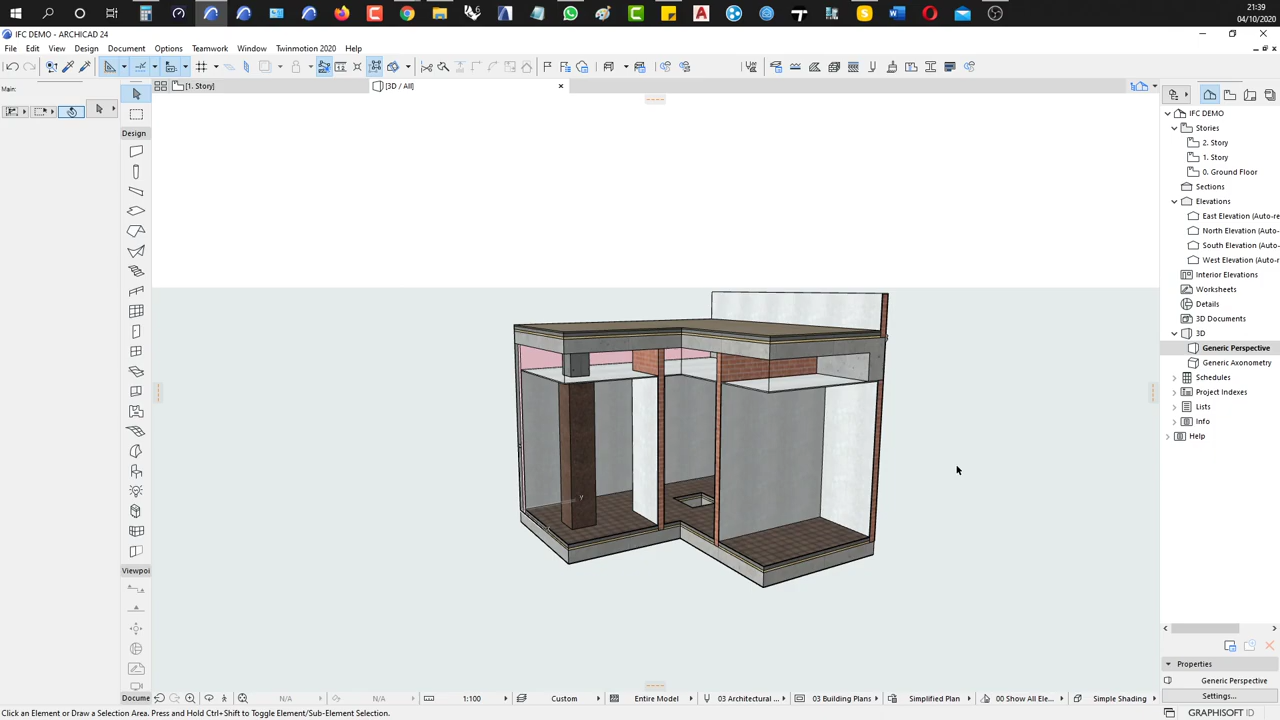 21:39
04/10/2020
IFC DEMO - ARCHICAD 24
File Edit View Design Document Options Teamwork Window Twinmotion 2020 Help
Main:
[1. Story]
[3D / All]
Design
IFC DEMO
Stories
2. Story
1. Story
0. Ground Floor
Sections
Elevations
East Elevation (Auto-re
North Elevation (Auto-
South Elevation (Auto-re
West Elevation (Auto-re
Interior Elevations
Worksheets
Details
3D Documents
3D
Generic Perspective
Generic Axonometry
Schedules
Project Indexes
Lists
Info
Help
Viewpoi
Properties
Generic Perspective
Settings...
Docume
N/A N/A 1:100 Custom Entire Model 03 Architectural ... 03 Building Plans Simplified Plan 00 Show All Ele... Simple Shading
Click an Element or Draw a Selection Area. Press and Hold Ctrl+Shift to Toggle Element/Sub-Element Selection.
GRAPHISOFT ID